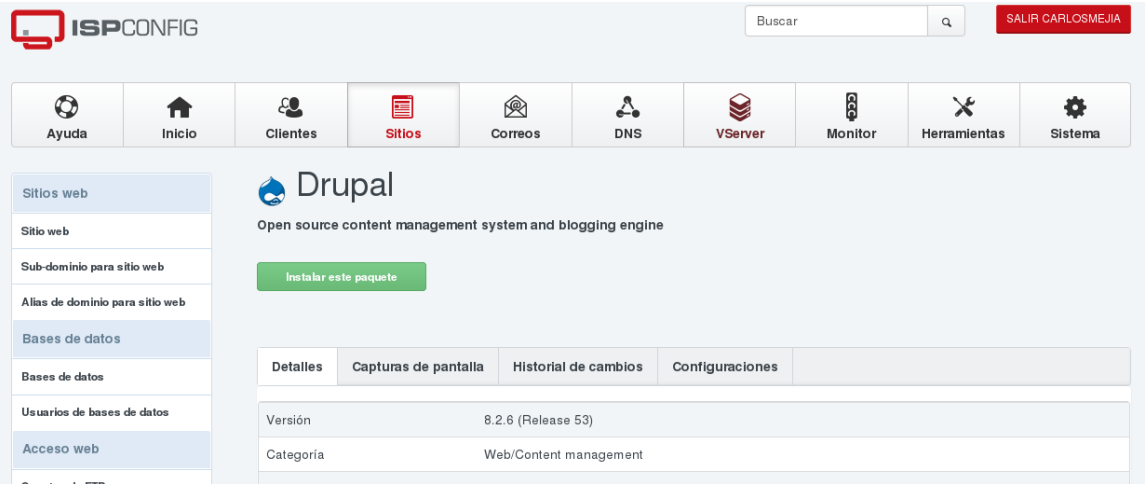 ISPCONFIG
Buscar
SALIR CARLOSMEJIA
Ayuda
Inicio
Clientes
Sitios
Correos
DNS
VServer
Monitor
Herramientas
Sistema
Sitios web
Sitio web
Sub-dominio para sitio web
Alias de dominio para sitio web
Bases de datos
Bases de datos
Usuarios de bases de datos
Acceso web
Drupal
Open source content management system and blogging engine
Instalar este paquete
Detalles
Capturas de pantalla
Historial de cambios
Configuraciones
Versión 8.2.6 (Release 53)
Categoría Web/Content management